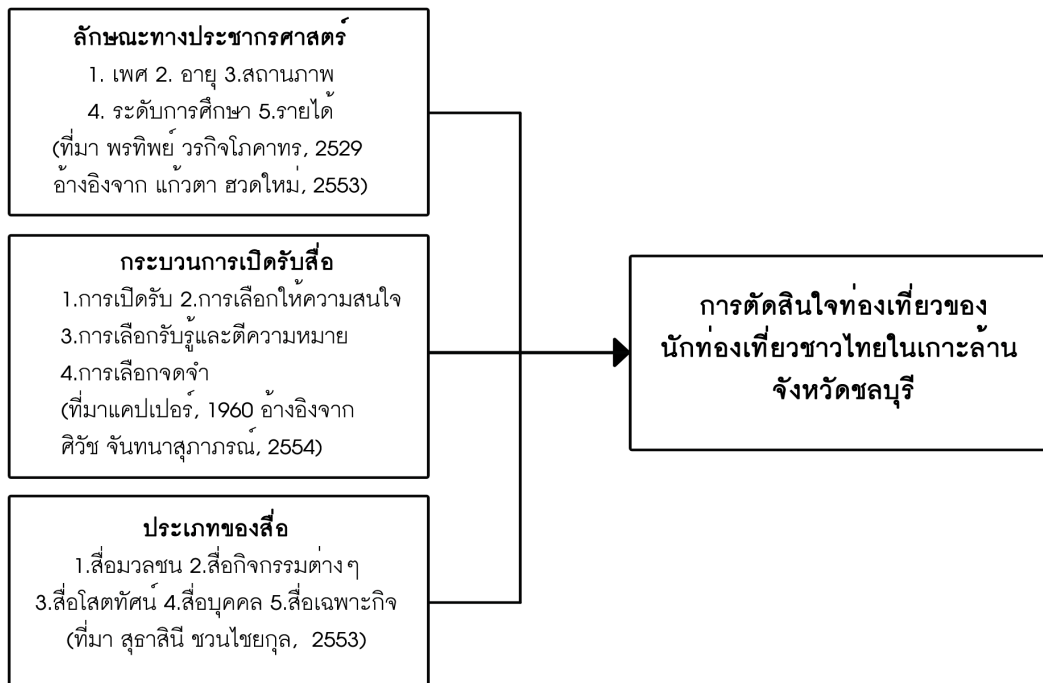 ลักษณะทางประชากรศาสตร์
1. เพศ 2. อายุ 3.สถานภาพ
4. ระดับการศึกษา 5.รายได้
(ที่มา พรทิพย์ วรกิจโภคาทร, 2529
อ้างอิงจาก แก้วตา ฮวดใหม่, 2553)
กระบวนการเปิดรับสื่อ
1.การเปิดรับ 2.การเลือกให้ความสนใจ
3.การเลือกรับรู้และตีความหมาย
4.การเลือกจดจำ
(ที่มาแคปเปอร์, 1960 อ้างอิงจาก
ศิวัช จันทนาสุภาภรณ์, 2554)
ประเภทของสื่อ
1.สื่อมวลชน 2.สื่อกิจกรรมต่างๆ
3.สื่อโสตทัศน์ 4.สื่อบุคคล 5.สื่อเฉพาะกิจ
(ที่มา สุธาสินี ชวนไชยกุล, 2553)
การตัดสินใจท่องเที่ยวของ
นักท่องเที่ยวชาวไทยในเกาะล้าน
จังหวัดชลบุรี